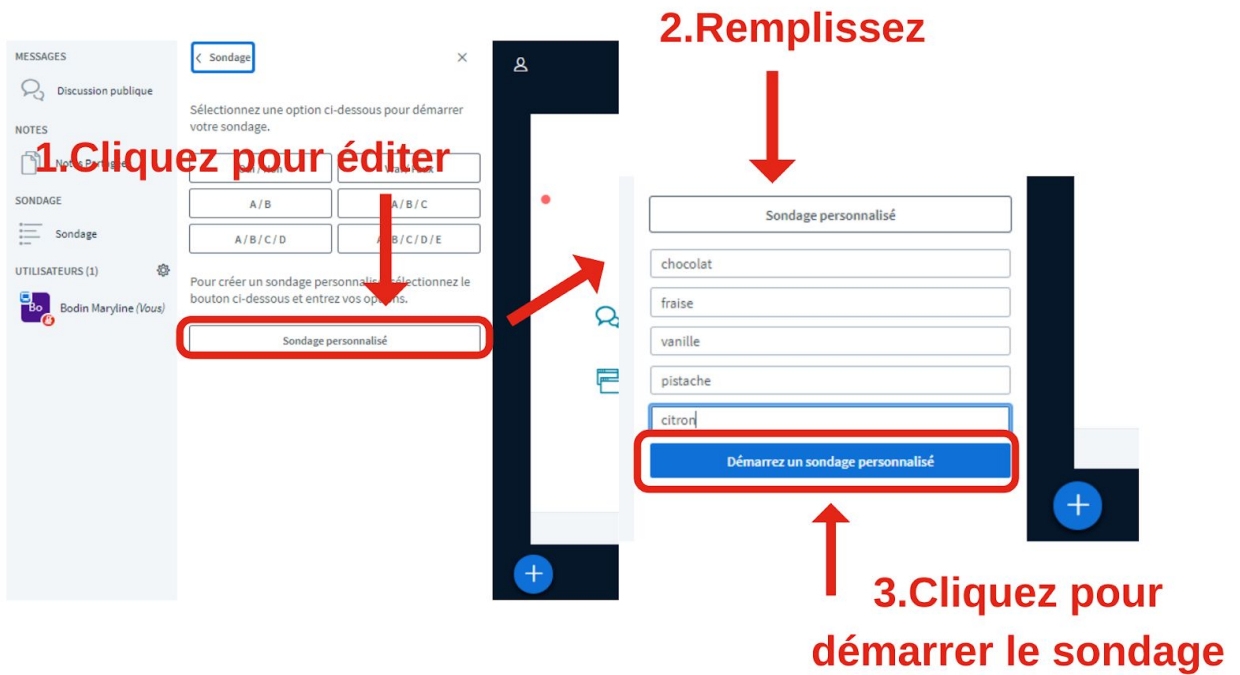 2.Remplissez
MESSAGES
Discussion publique
NOTES
SONDAGE
Sondage
UTILISATEURS (1)
Bo
Bodin Maryline (Vous)
Sondage
Sélectionnez une option ci-dessous pour démarrer
votre sondage.
1.Cliquez pour éditer
A / B
A / B / C
A / B / C / D
B / C / D / E
Pour créer un sondage sélectionnez le
bouton ci-dessous et entrez vos
Sondage personnalisé
Sondage personnalisé
chocolat
fraise
vanille
pistache
citron
Démarrez un sondage personnalisé
3.Cliquez pour
démarrer le sondage